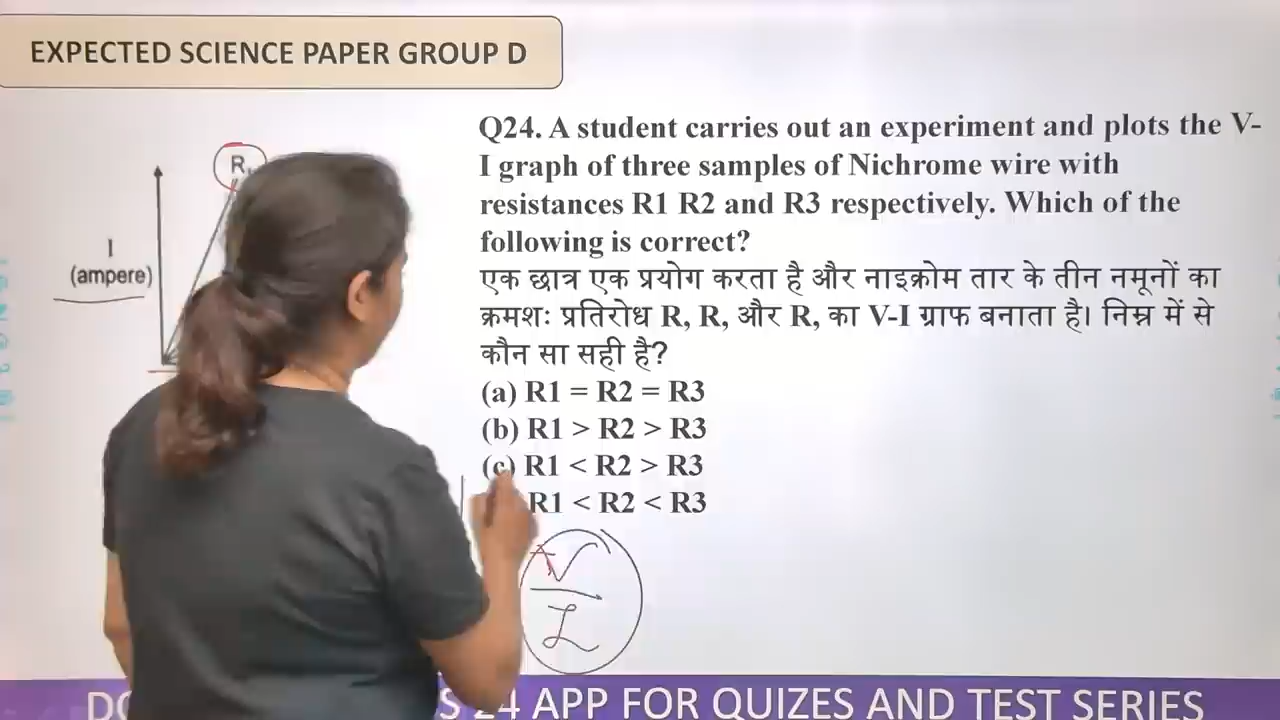 EXPECTED SCIENCE PAPER GROUP D
R
I
(ampere)
Q24. A student carries out an experiment and plots the V-
I graph of three samples of Nichrome wire with
resistances R1 R2 and R3 respectively. Which of the
following is correct?
एक छात्र एक प्रयोग करता है और नाइक्रोम तार के तीन नमूनों का
क्रमशः प्रतिरोध R, R, और R, का V-I ग्राफ बनाता है। निम्न में से
कौन सा सही है?
(a) R1 = R2 = R3
(b) R1 > R2 > R3
(c) R1 < R2 > R3
R1 < R2 < R3
V
I
24 APP FOR QUIZES AND TEST SERIES